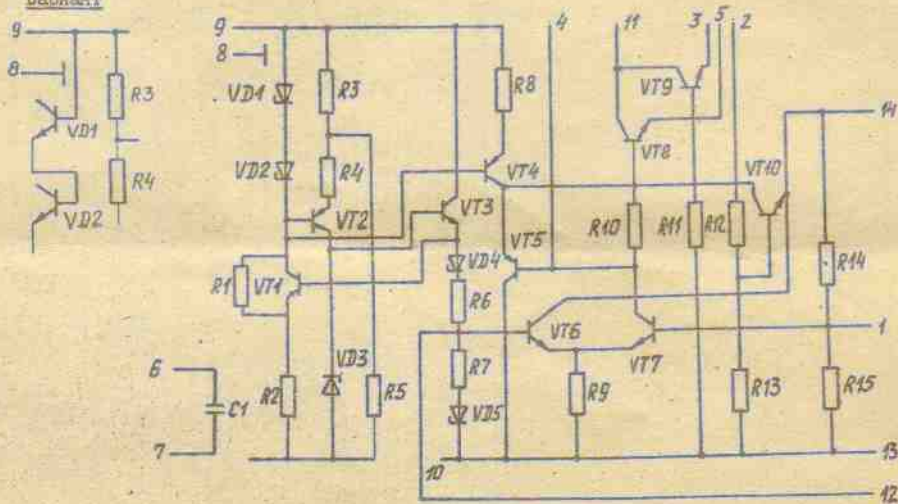 9
8
VD1
R3
VD2
R4
9
8
VD1
VD2
R3
R4
VT2
R8
VT4
VT3
VT5
4
11
3
5
2
VT9
VT8
VT10
14
R10
R11
R12
R14
R1
VT1
VD4
R6
VT6
VT7
1
6
7
C1
R2
VD3
R5
R7
VD5
R9
R13
R15
10
13
12